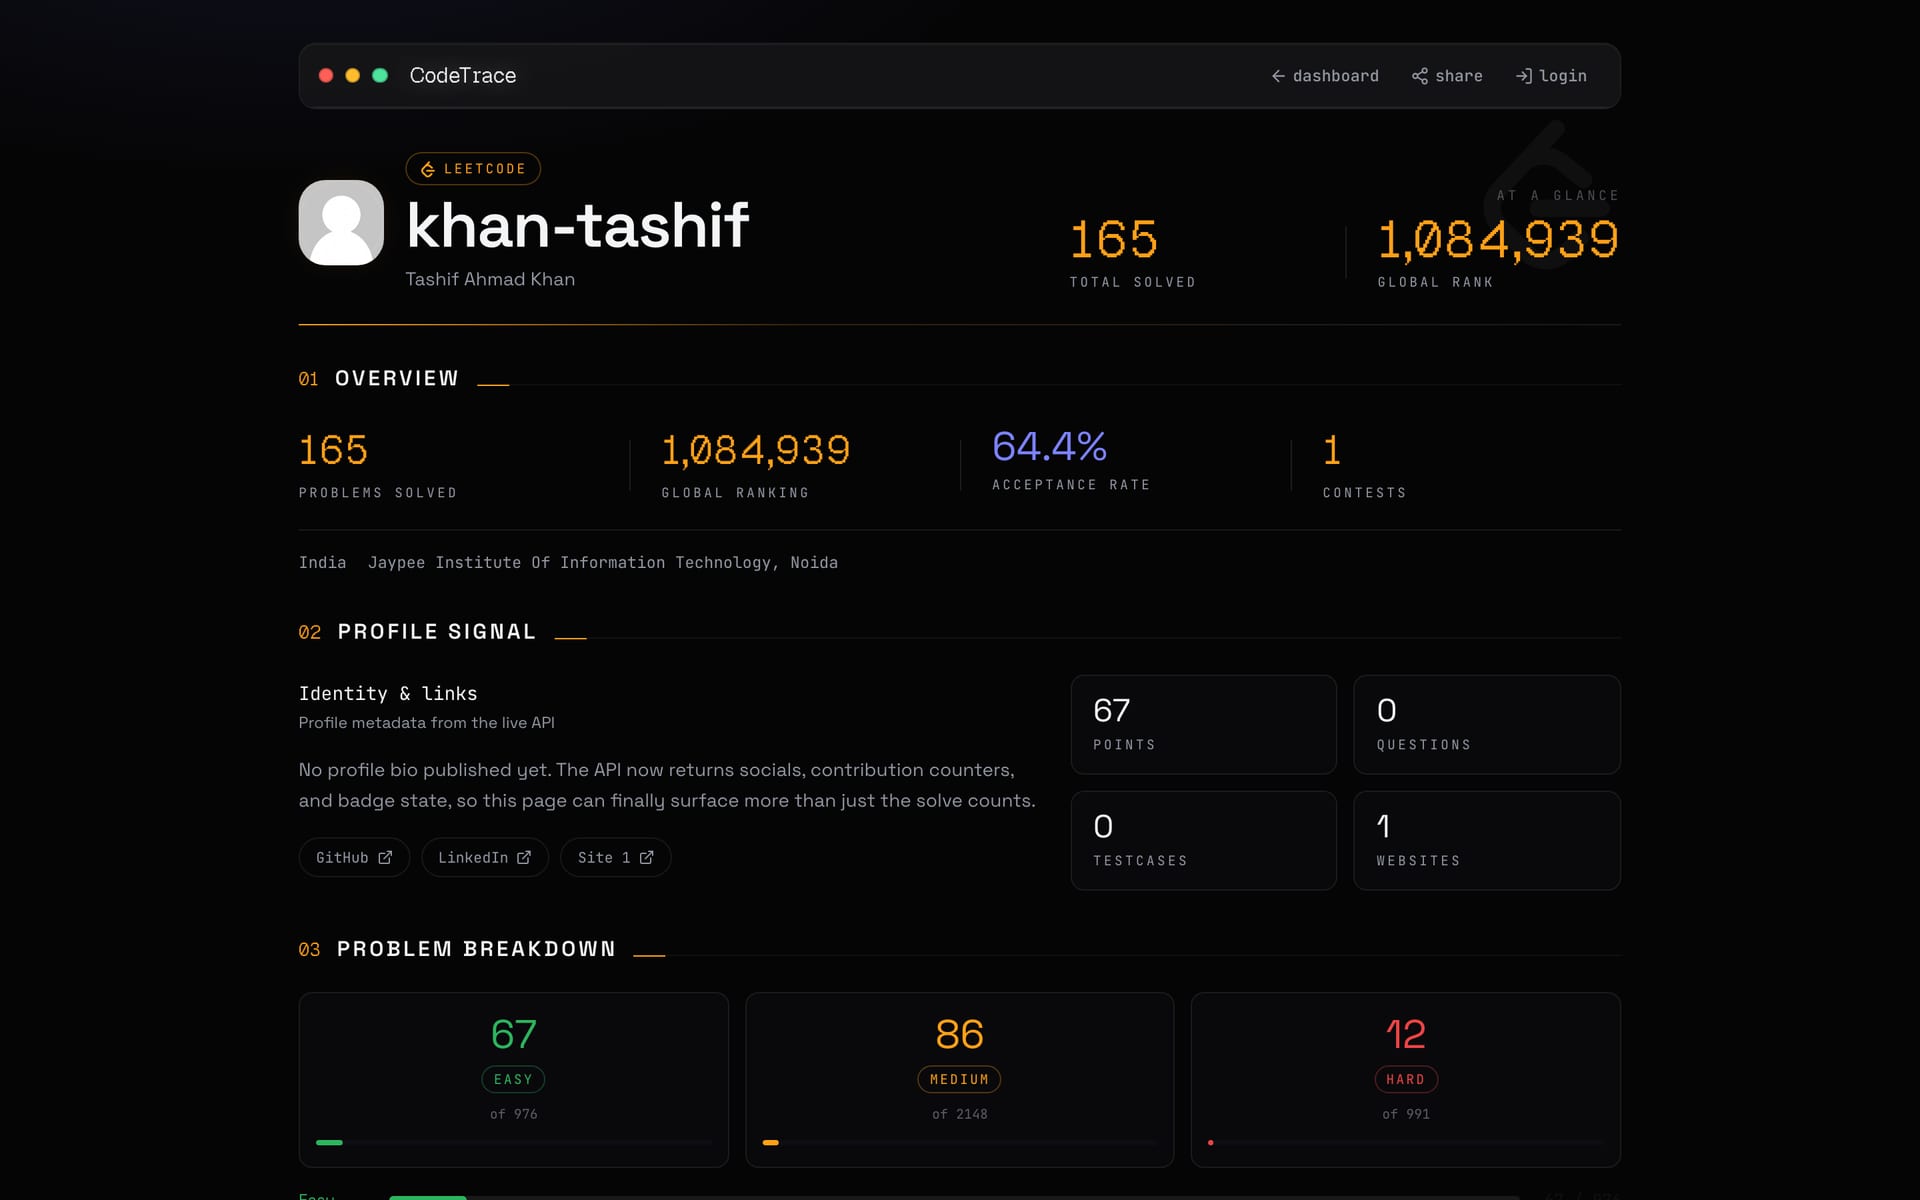 CodeTrace
dashboard
share
login
LEETCODE
khan-tashif
Tashif Ahmad Khan
AT A GLANCE
165
TOTAL SOLVED
1,084,939
GLOBAL RANK
01 OVERVIEW
165
PROBLEMS SOLVED
1,084,939
GLOBAL RANKING
64.4%
ACCEPTANCE RATE
1
CONTESTS
India Jaypee Institute Of Information Technology, Noida
02 PROFILE SIGNAL
Identity & links
Profile metadata from the live API
No profile bio published yet. The API now returns socials, contribution counters,
and badge state, so this page can finally surface more than just the solve counts.
GitHub
LinkedIn
Site 1
67
POINTS
0
QUESTIONS
0
TESTCASES
1
WEBSITES
03 PROBLEM BREAKDOWN
67
EASY
of 976
86
MEDIUM
of 2148
12
HARD
of 991